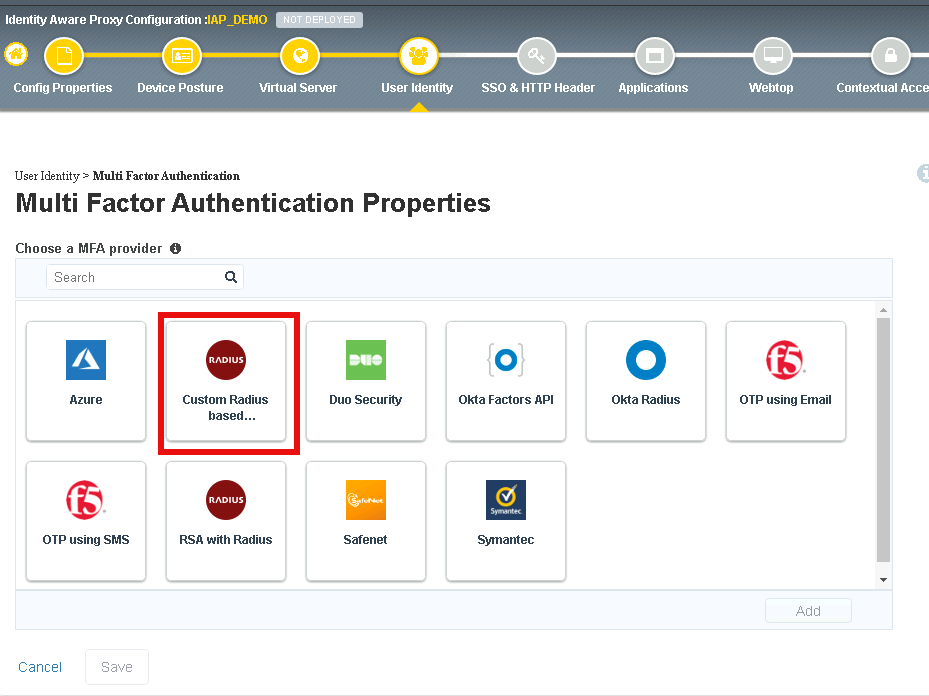 Identity Aware Proxy Configuration :IAP_DEMO NOT DEPLOYED
Config Properties Device Posture Virtual Server User Identity SSO & HTTP Header Applications Webtop Contextual Acce
User Identity > Multi Factor Authentication
Multi Factor Authentication Properties
Choose a MFA provider
Search
RADIUS
DUO
f5
Azure
Custom Radius
based...
Duo Security
Okta Factors API
Okta Radius
OTP using Email
f5
RADIUS
SafeNet
Symantec
OTP using SMS
RSA with Radius
Safenet
Symantec
Add
Cancel
Save